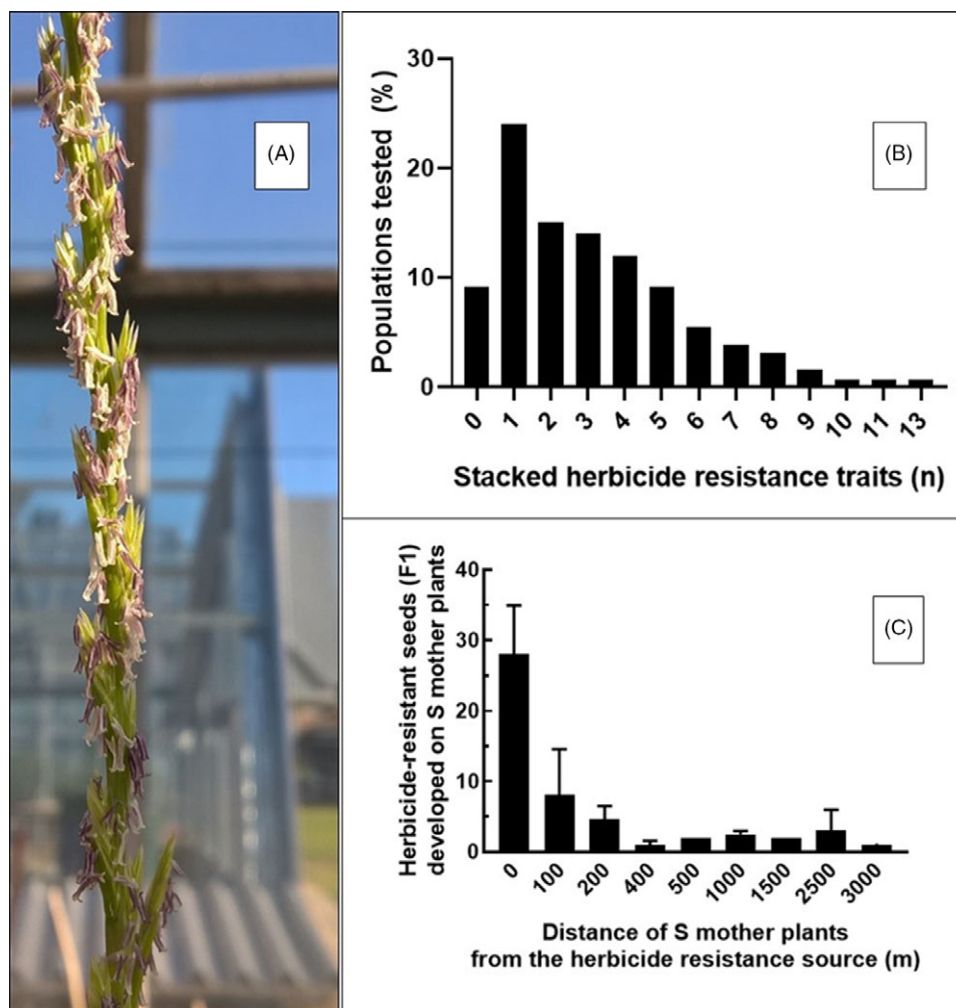 (A)
(B)
Populations tested (%)
30
20
10
0
0 1 2 3 4 5 6 7 8 9 10 11 13
Stacked herbicide resistance traits (n)
(C)
Herbicide-resistant seeds (F1)
developed on S mother plants
40
30
20
10
0
0 100 200 400 500 1000 1500 2500 3000
Distance of S mother plants
from the herbicide resistance source (m)